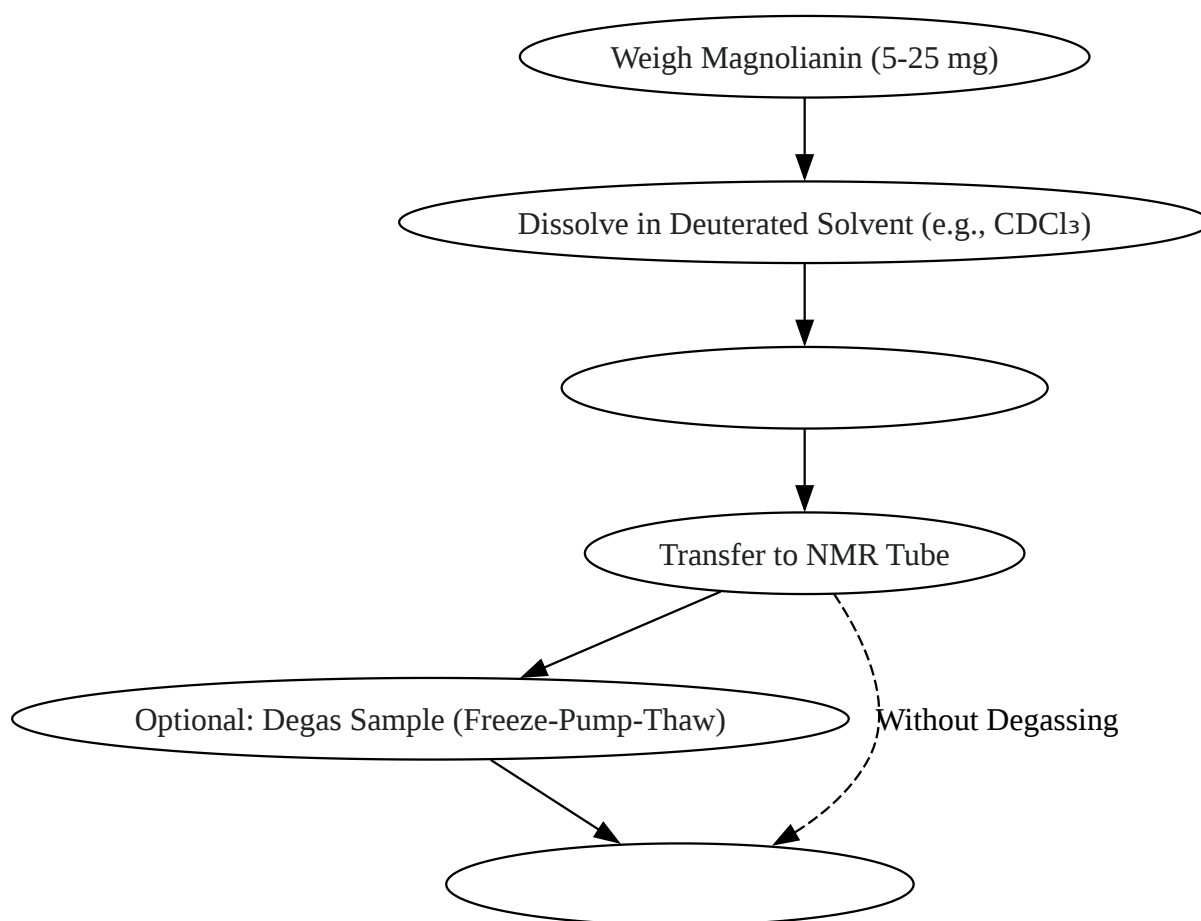 Weigh Magnolianin (5-25 mg)
Dissolve in Deuterated Solvent (e.g., CDCl₃)
Transfer to NMR Tube
Optional: Degas Sample (Freeze-Pump-Thaw)
Without Degassing